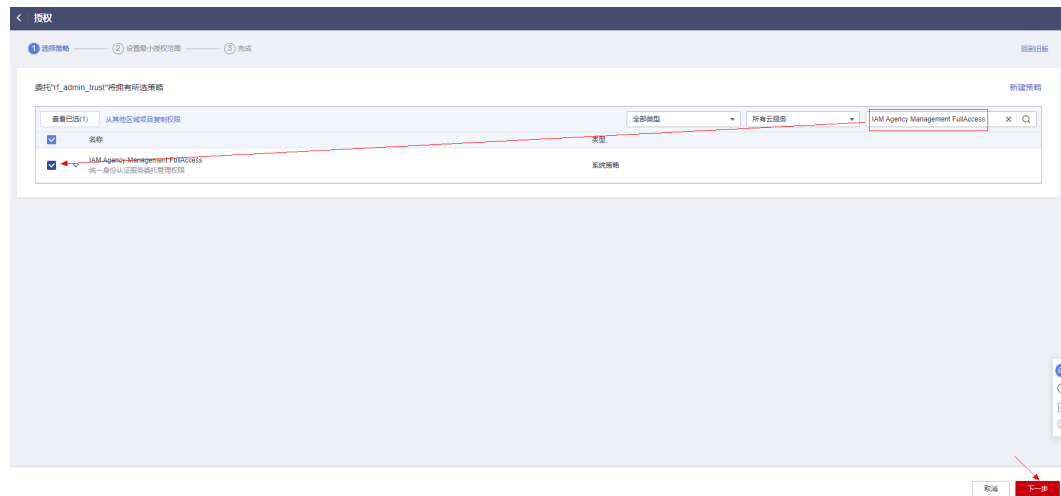 授权
1 选择策略 2 设置最小授权范围 3 完成 回到旧版
委托"rf_admin_trust"将拥有所选策略 新建策略
查看已选(1) 从其他区域项目复制权限 全部类型 所有云服务 IAM Agency Management FullAccess
名称 类型
IAM Agency Management FullAccess 系统策略
统一身份认证服务委托管理权限
取消 下一步